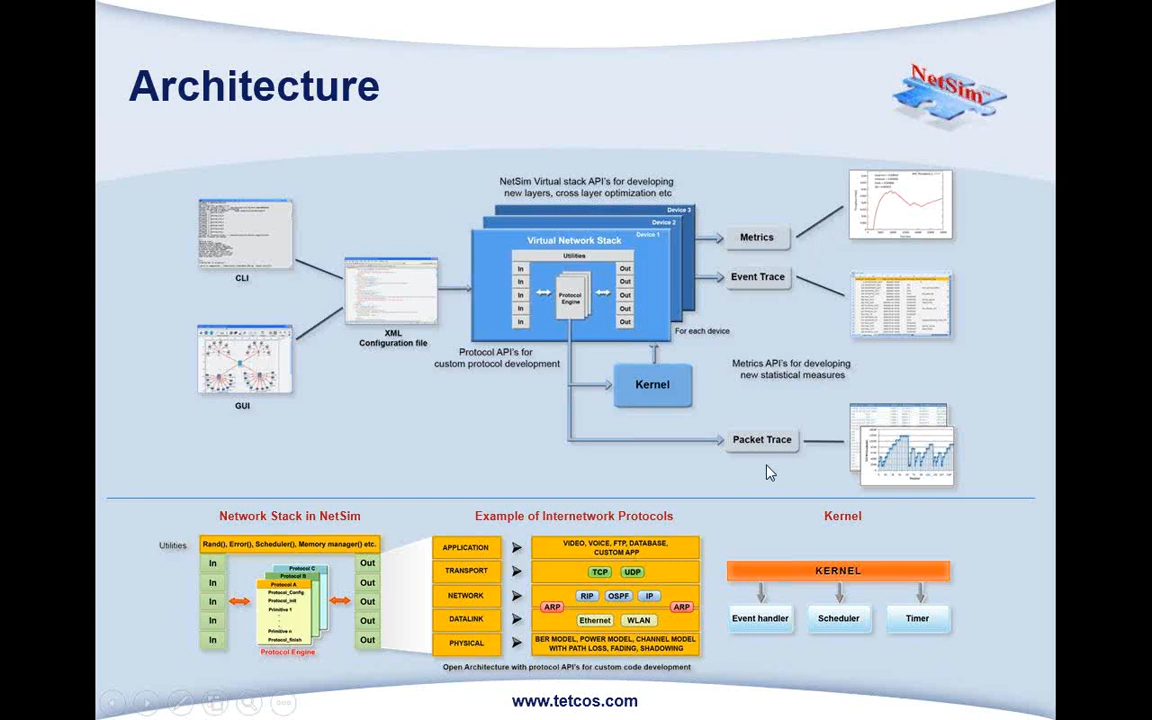 Architecture
NetSim™
NetSim Virtual stack API's for developing
new layers, cross layer optimization etc
Device 3
Device 2
Device 1
Virtual Network Stack
Utilities
In
In
In
In
In
Protocol
Engine
Out
Out
Out
Out
Out
For each device
CLI
GUI
XML
Configuration file
Protocol API's for
custom protocol development
Kernel
Metrics
Event Trace
Metrics API's for developing
new statistical measures
Packet Trace
Network Stack in NetSim
Utilities
Rand(), Error(), Scheduler(), Memory manager() etc.
In
In
In
In
In
Protocol C
Protocol B
Protocol A
Protocol_Config
Protocol_init
Primitive 1
.
.
Primitive n
Protocol_finish
Protocol Engine
Out
Out
Out
Out
Out
Example of Internetwork Protocols
APPLICATION
VIDEO, VOICE, FTP, DATABASE,
CUSTOM APP
TRANSPORT
TCP UDP
NETWORK
RIP OSPF IP
ARP ARP
DATALINK
Ethernet WLAN
PHYSICAL
BER MODEL, POWER MODEL, CHANNEL MODEL
WITH PATH LOSS, FADING, SHADOWING
Open Architecture with protocol API's for custom code development
Kernel
KERNEL
Event handler
Scheduler
Timer
www.tetcos.com